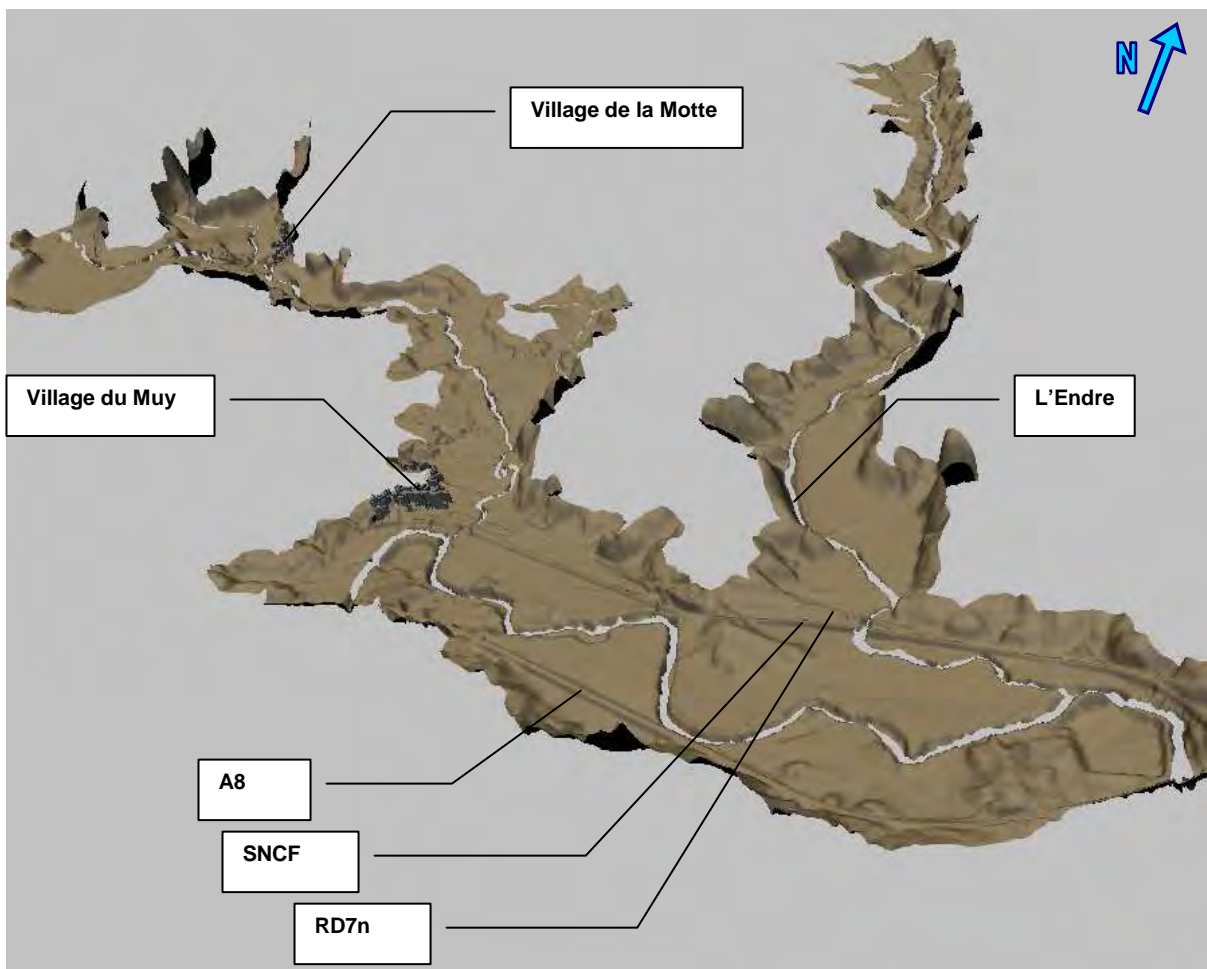 N
Village de la Motte
Village du Muy
L'Endre
A8
SNCF
RD7n